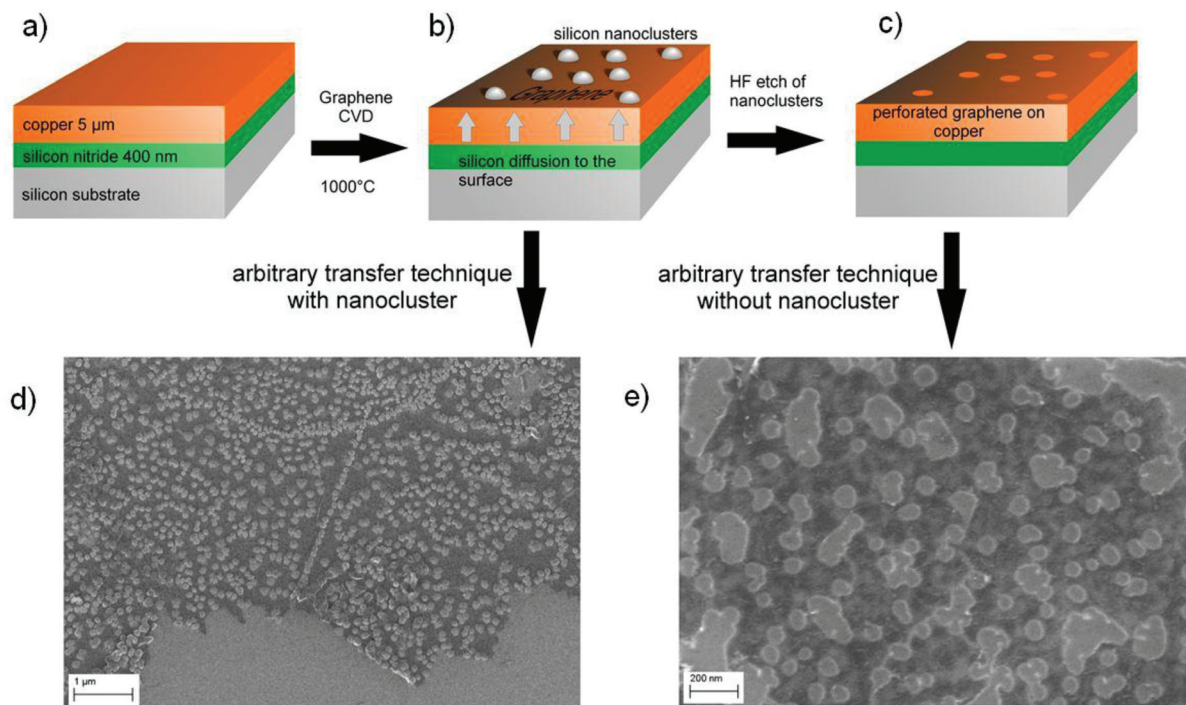 a)
copper 5 µm
silicon nitride 400 nm
silicon substrate
Graphene
CVD
1000°C
b)
silicon nanoclusters
Graphene
silicon diffusion to the
surface
HF etch of
nanoclusters
c)
perforated graphene on
copper
arbitrary transfer technique
with nanocluster
arbitrary transfer technique
without nanocluster
d)
1 µm
e)
200 nm